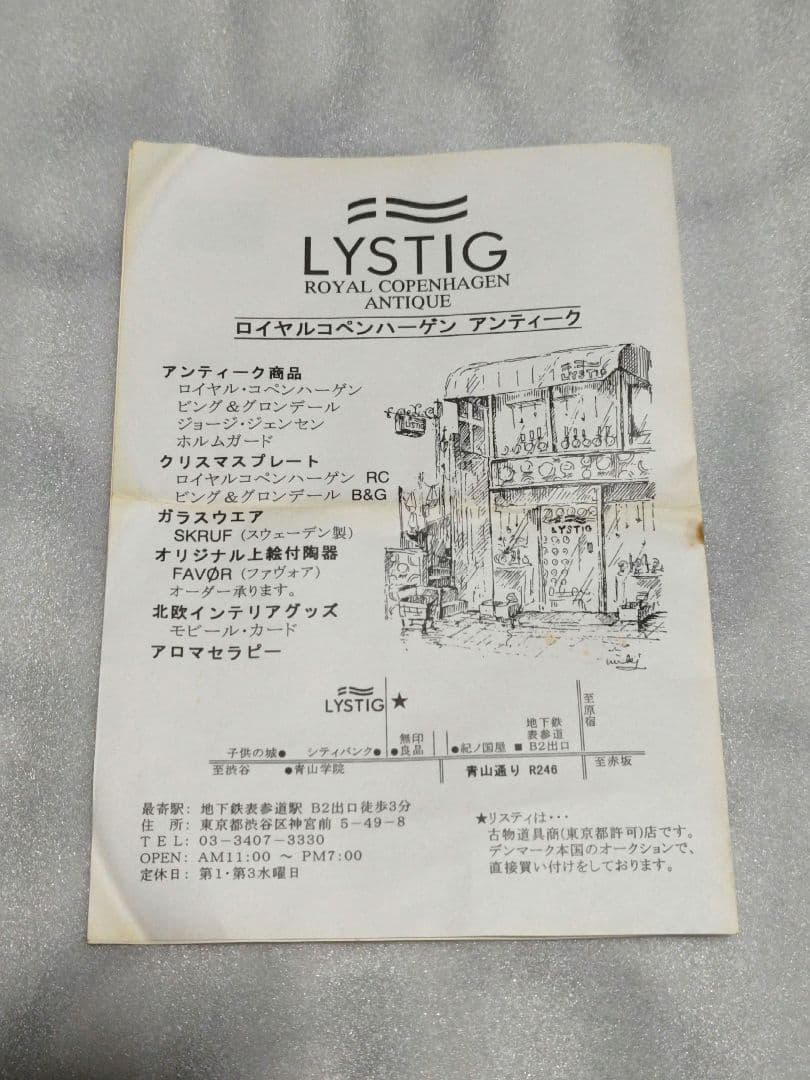 LYSTIG
ROYAL COPENHAGEN
ANTIQUE
ロイヤルコペンハーゲン アンティーク
アンティーク商品
ロイヤル・コペンハーゲン
ビング＆グロンデール
ジョージ・ジェンセン
ホルムガード
クリスマスプレート
ロイヤルコペンハーゲン RC
ビング＆グロンデール B&G
ガラスウエア
SKRUF (スウェーデン製)
オリジナル上絵付陶器
FAVØR (ファヴォア)
オーダー承ります。
北欧インテリアグッズ
モビール・カード
アロマセラピー
LYSTIG
LYSTIG
LYSTIG
LYSTIG ★
至原宿
地下鉄
表参道
B2出口
無印
●良品
子供の城●
シティバンク●
●紀ノ国屋 ■
至渋谷
●青山学院
青山通り R246
至赤坂
最寄駅: 地下鉄表参道駅 B2出口徒歩3分
住　所: 東京都渋谷区神宮前 5-49-8
ＴＥＬ: 03-3407-3330
OPEN: AM11:00 ～ PM7:00
定休日: 第1・第3水曜日
★リスティは・・・
古物道具商(東京都許可)店です。
デンマーク本国のオークションで、
直接買い付けをしております。